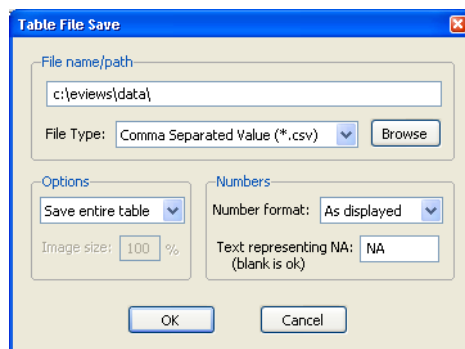 Table File Save
File name/path
c:\eviews\data\
File Type: Comma Separated Value (*.csv) Browse
Options Numbers
Save entire table Number format: As displayed
Image size: 100 % Text representing NA: NA
(blank is ok)
OK Cancel